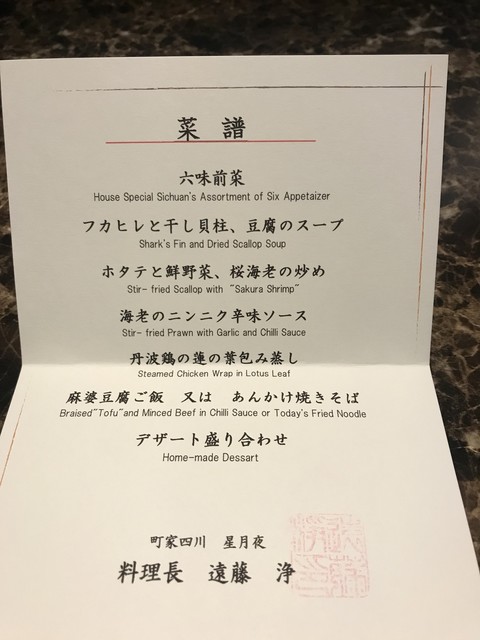 菜譜
六味前菜
House Special Sichuan's Assortment of Six Appetaizer
フカヒレと干し貝柱、豆腐のスープ
Shark's Fin and Dried Scallop Soup
ホタテと鮮野菜、桜海老の炒め
Stir- fried Scallop with "Sakura Shrimp"
海老のニンニク辛味ソース
Stir- fried Prawn with Garlic and Chilli Sauce
丹波鶏の蓮の葉包み蒸し
Steamed Chicken Wrap in Lotus Leaf
麻婆豆腐ご飯 又は あんかけ焼きそば
Braised"Tofu"and Minced Beef in Chilli Sauce or Today's Fried Noodle
デザート盛り合わせ
Home-made Dessart
町家四川 星月夜
料理長 遠藤 浄